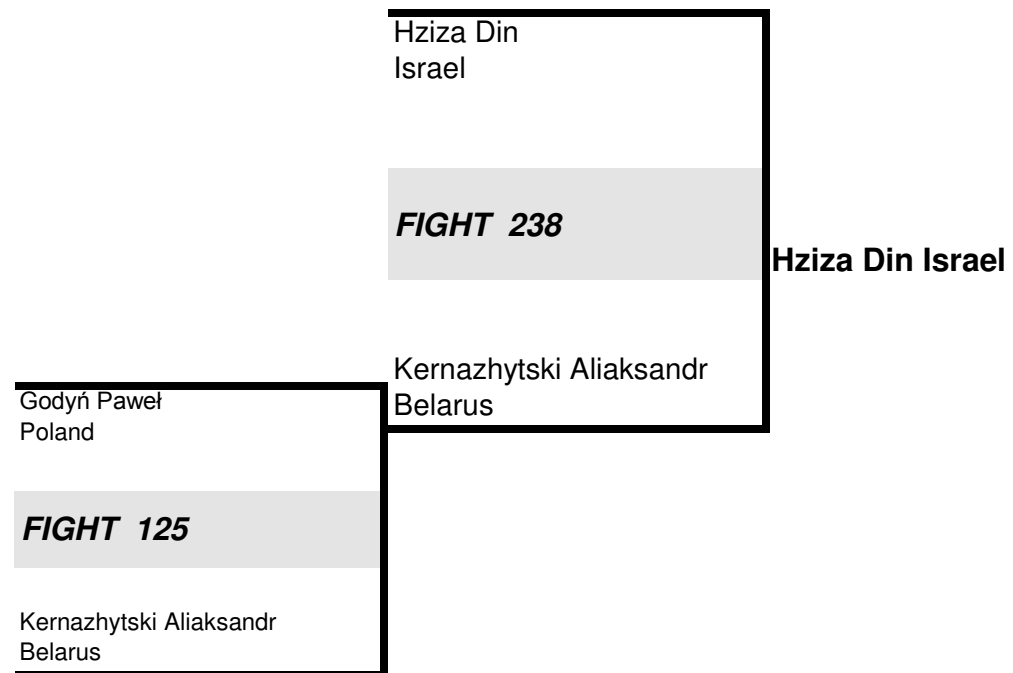 Hziza Din
Israel
FIGHT 238
Hziza Din Israel
Kernazhytski Aliaksandr
Belarus
Godyń Paweł
Poland
FIGHT 125
Kernazhytski Aliaksandr
Belarus